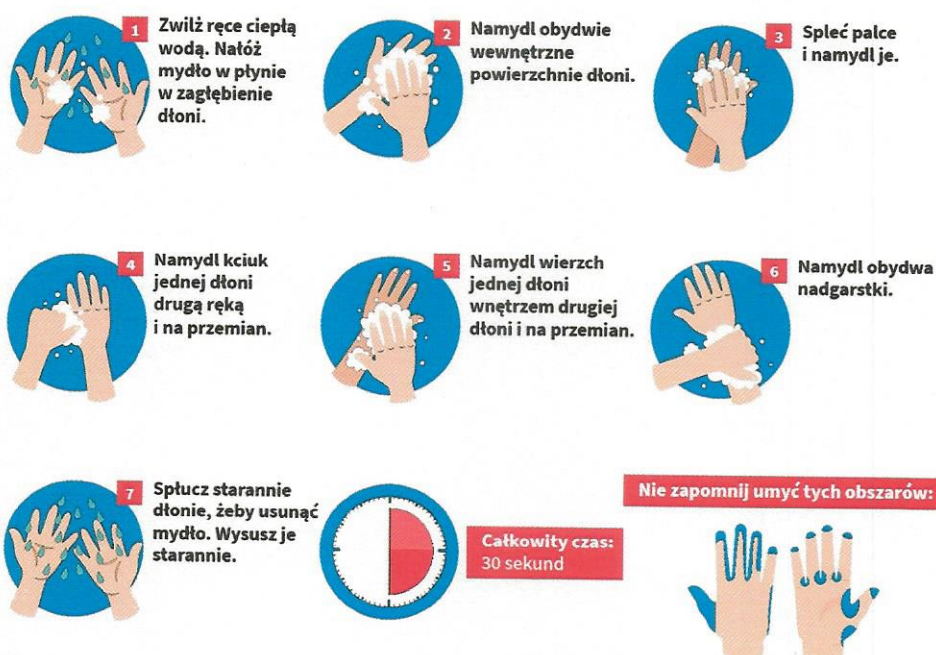 1
Zwilż ręce ciepłą
wodą. Nałóż
mydło w płynie
w zagłębienie
dłoni.
2
Namydl obydwie
wewnętrzne
powierzchnie dłoni.
3
Spleć palce
i namydl je.
4
Namydl kciuk
jednej dłoni
drugą ręką
i na przemian.
5
Namydl wierzch
jednej dłoni
wnętrzem drugiej
dłoni i na przemian.
6
Namydl obydwa
nadgarstki.
7
Spłucz starannie
dłonie, żeby usunąć
mydło. Wysusz je
starannie.
Całkowity czas:
30 sekund
Nie zapomnij umyć tych obszarów: